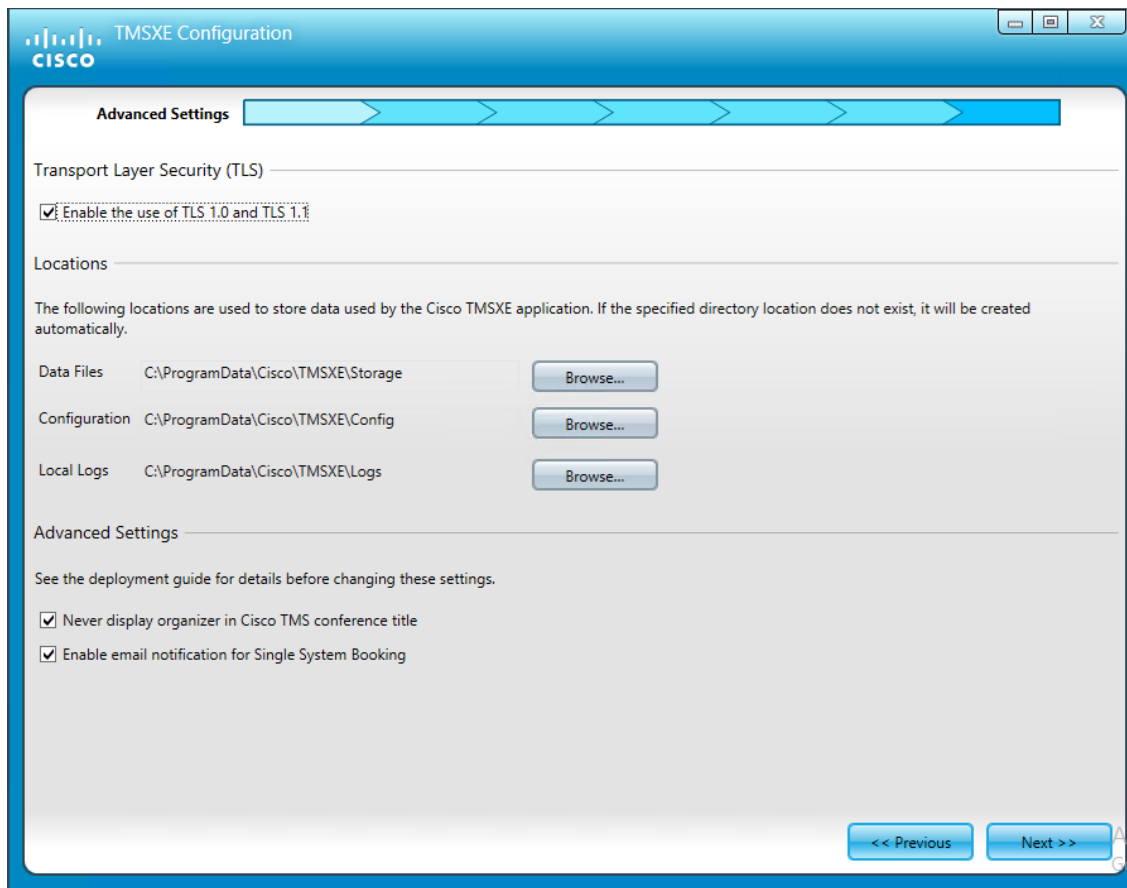 TMSXE Configuration
CISCO
Advanced Settings
Transport Layer Security (TLS)
Enable the use of TLS 1.0 and TLS 1.1
Locations
The following locations are used to store data used by the Cisco TMSXE application. If the specified directory location does not exist, it will be created
automatically.
Data Files C:\ProgramData\Cisco\TMSXE\Storage Browse...
Configuration C:\ProgramData\Cisco\TMSXE\Config Browse...
Local Logs C:\ProgramData\Cisco\TMSXE\Logs Browse...
Advanced Settings
See the deployment guide for details before changing these settings.
Never display organizer in Cisco TMS conference title
Enable email notification for Single System Booking
<< Previous Next >>
A
G